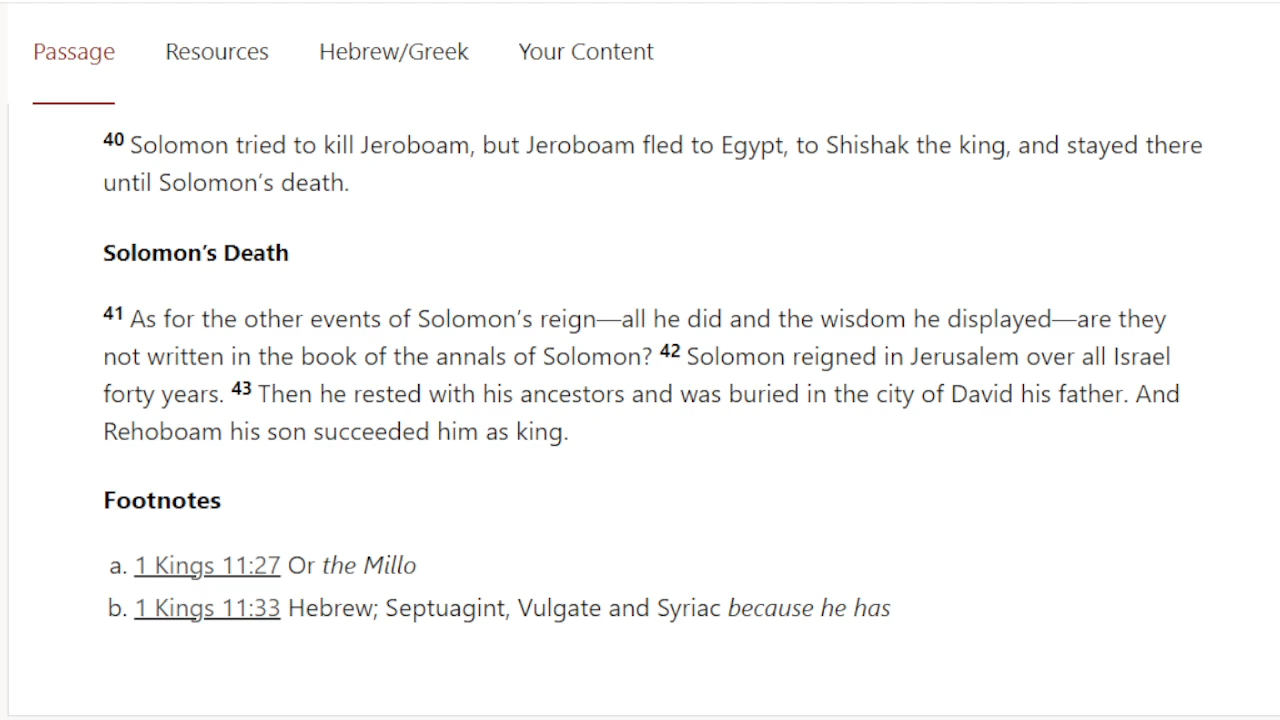 Passage Resources Hebrew/Greek Your Content
40 Solomon tried to kill Jeroboam, but Jeroboam fled to Egypt, to Shishak the king, and stayed there
until Solomon’s death.
Solomon’s Death
41 As for the other events of Solomon’s reign—all he did and the wisdom he displayed—are they
not written in the book of the annals of Solomon? 42 Solomon reigned in Jerusalem over all Israel
forty years. 43 Then he rested with his ancestors and was buried in the city of David his father. And
Rehoboam his son succeeded him as king.
Footnotes
a. 1 Kings 11:27 Or the Millo
b. 1 Kings 11:33 Hebrew; Septuagint, Vulgate and Syriac because he has